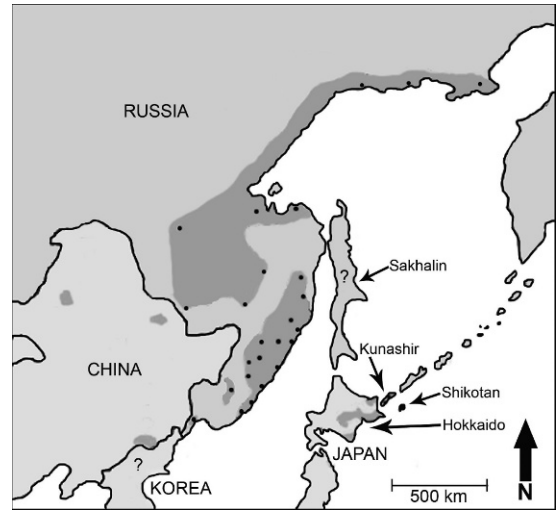 RUSSIA
?
Sakhalin
Kunashir
CHINA
Shikotan
Hokkaido
JAPAN
?
KOREA
500 km
N